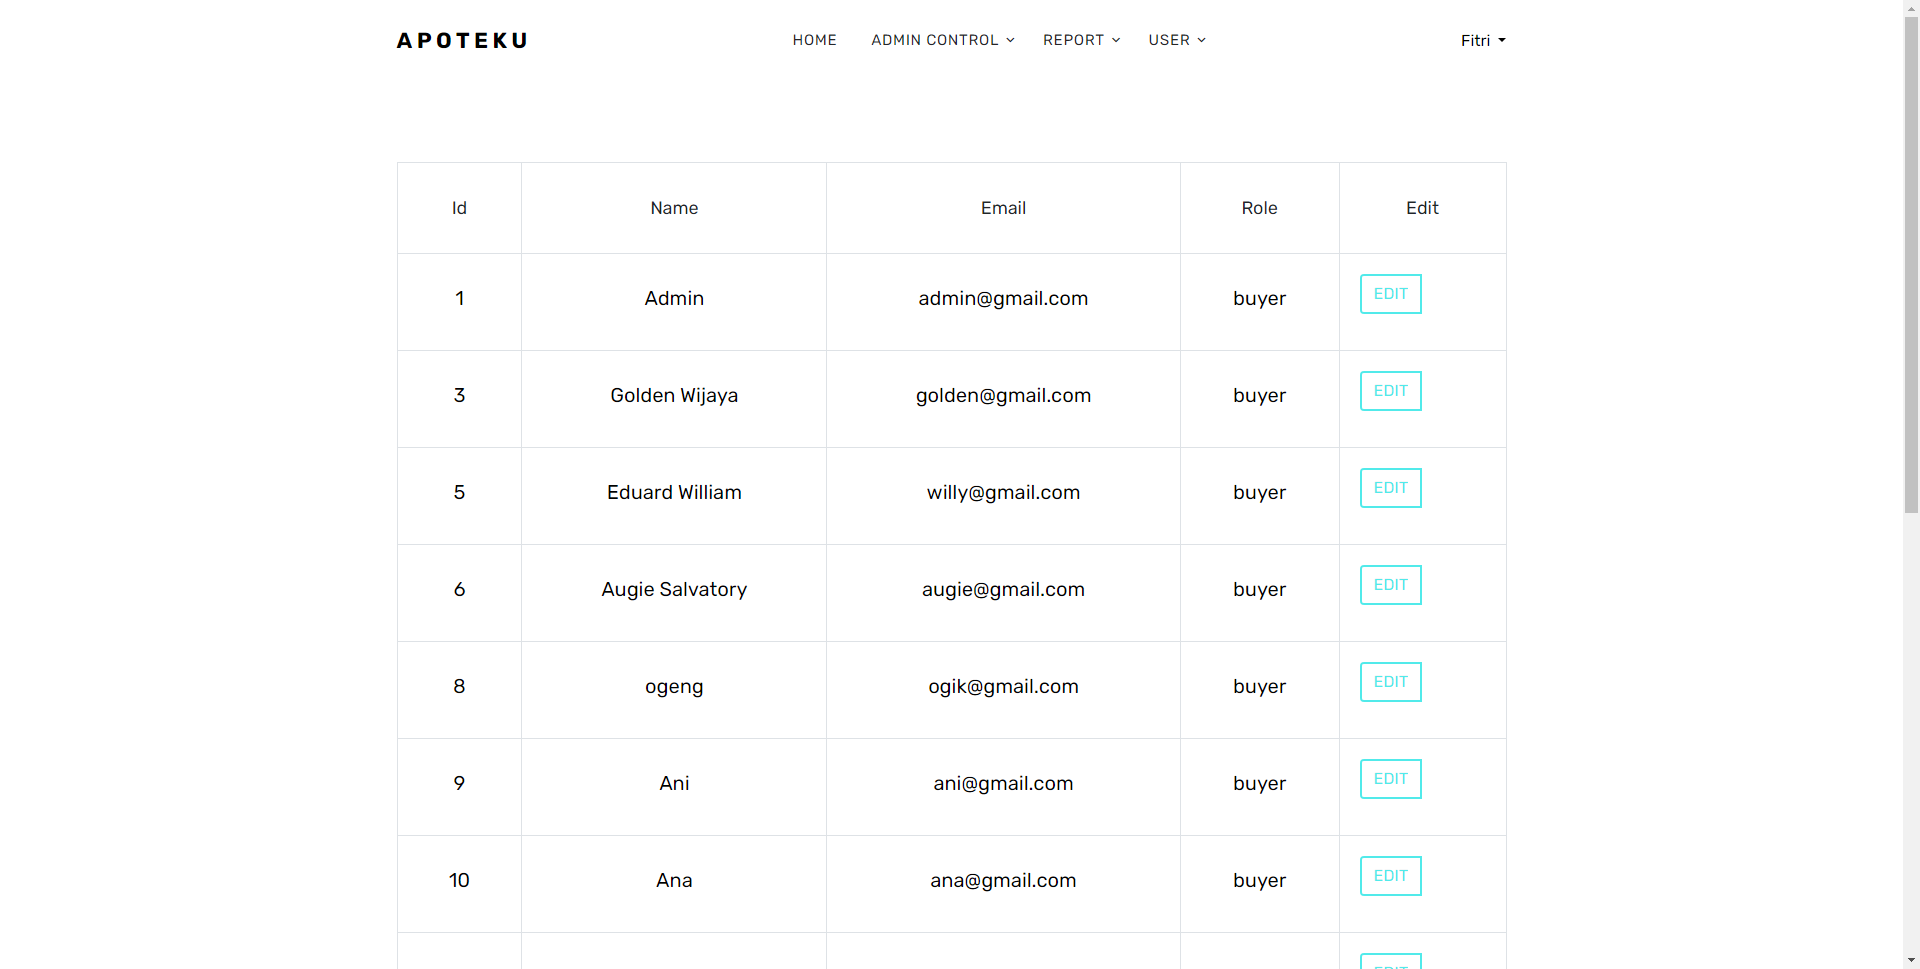 APOTEKU HOME ADMIN CONTROL REPORT USER Fitri
Id Name Email Role Edit
1 Admin admin@gmail.com buyer EDIT
3 Golden Wijaya golden@gmail.com buyer EDIT
5 Eduard William willy@gmail.com buyer EDIT
6 Augie Salvatory augie@gmail.com buyer EDIT
8 ogeng ogik@gmail.com buyer EDIT
9 Ani ani@gmail.com buyer EDIT
10 Ana ana@gmail.com buyer EDIT